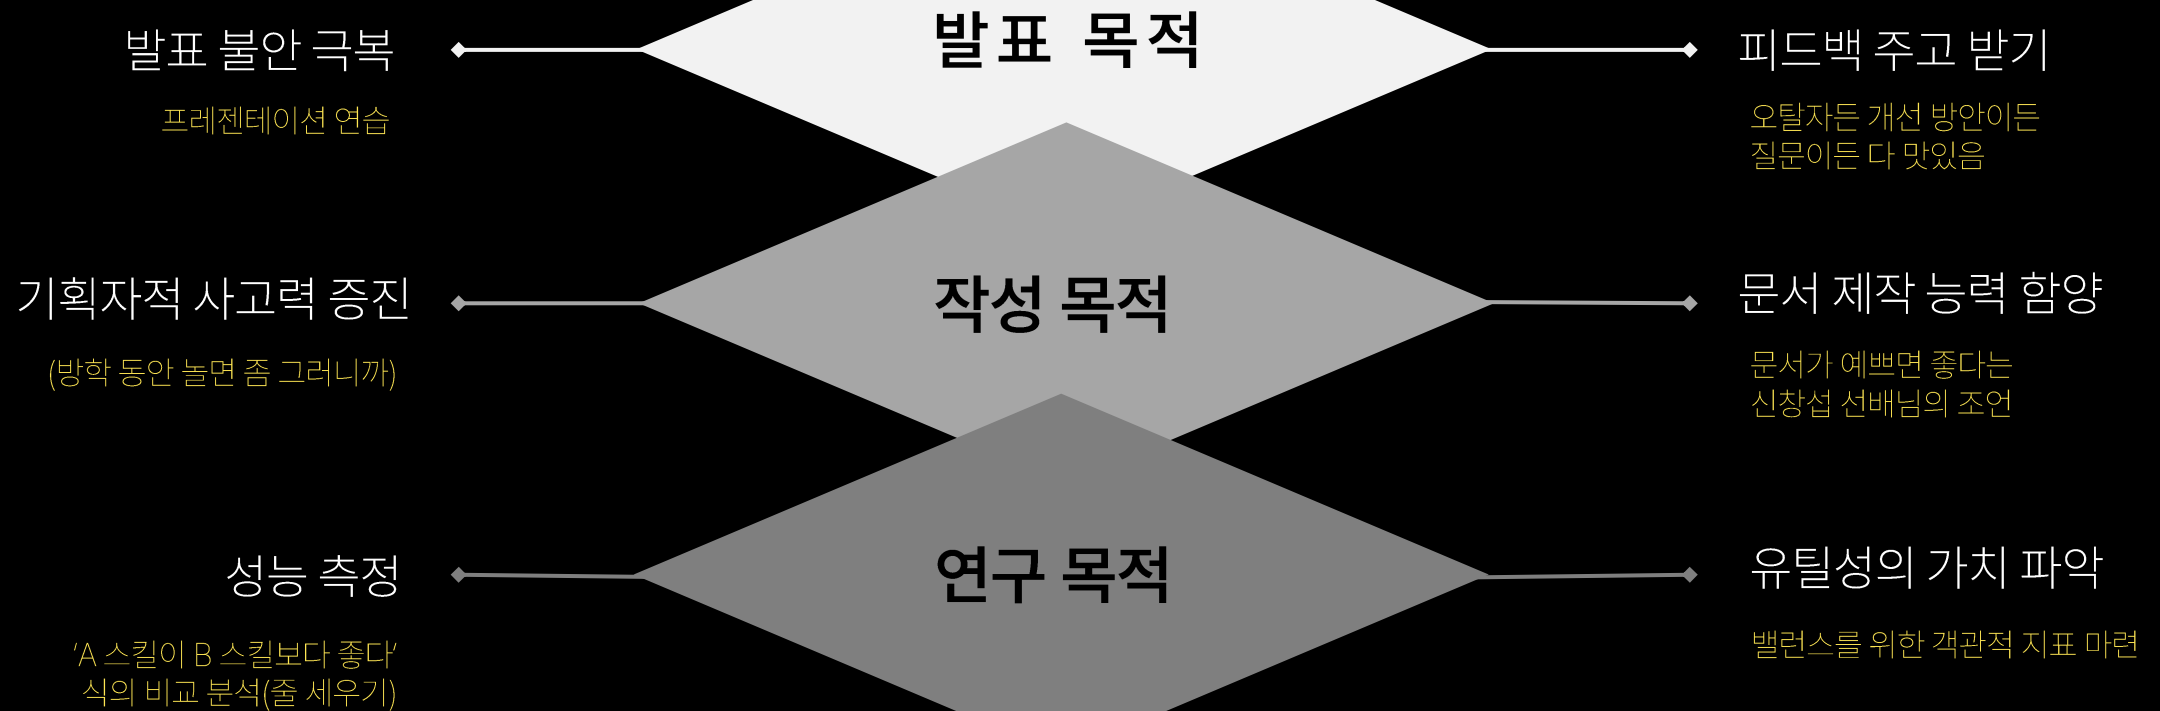 발표 불안 극복
프레젠테이션 연습
발표 목적
피드백 주고 받기
오탈자든 개선 방안이든
질문이든 다 맛있음
기획자적 사고력 증진
(방학 동안 놀면 좀 그러니까)
작성 목적
문서 제작 능력 함양
문서가 예쁘면 좋다는
신창섭 선배님의 조언
성능 측정
‘A 스킬이 B 스킬보다 좋다‘
식의 비교 분석(줄 세우기)
연구 목적
유틸성의 가치 파악
밸런스를 위한 객관적 지표 마련